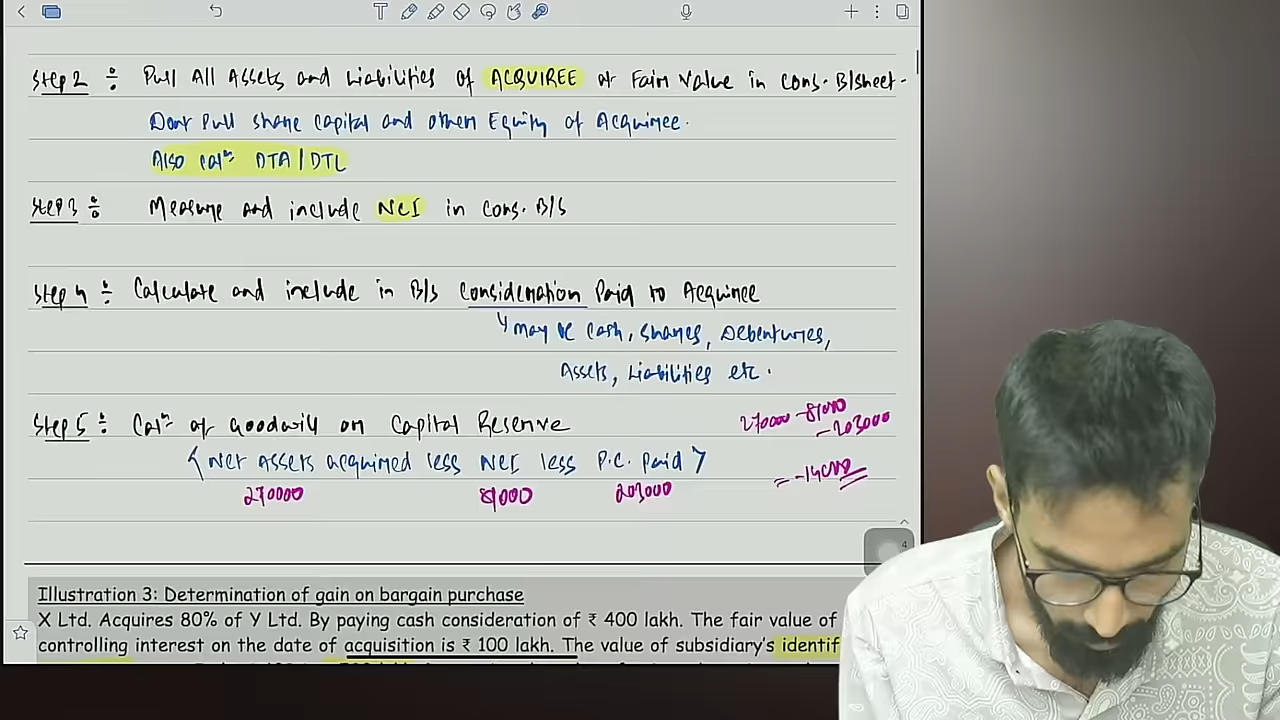 Step 2 ÷ Pull All Assets and Liabilities of ACQUIREE at Fair Value in Cons. B/Sheet.
Don't Pull Share Capital and other Equity of Acquiree.
Also Calⁿ DTA/DTL
Step 3 ÷ Measure and include NCI in Cons. B/S
Step 4 ÷ Calculate and include in B/S Consideration Paid to Acquiree
May be Cash, Shares, Debentures,
Assets, Liabilities etc.
Step 5 ÷ Calⁿ of Goodwill or Capital Reserve
270000 - 81000
- 203000
{ Net Assets acquired less NCI less P.C. Paid }
= -14000
270000 81000 203000
4
Illustration 3: Determination of gain on bargain purchase
X Ltd. Acquires 80% of Y Ltd. By paying cash consideration of ₹ 400 lakh. The fair value of
controlling interest on the date of acquisition is ₹ 100 lakh. The value of subsidiary's identif